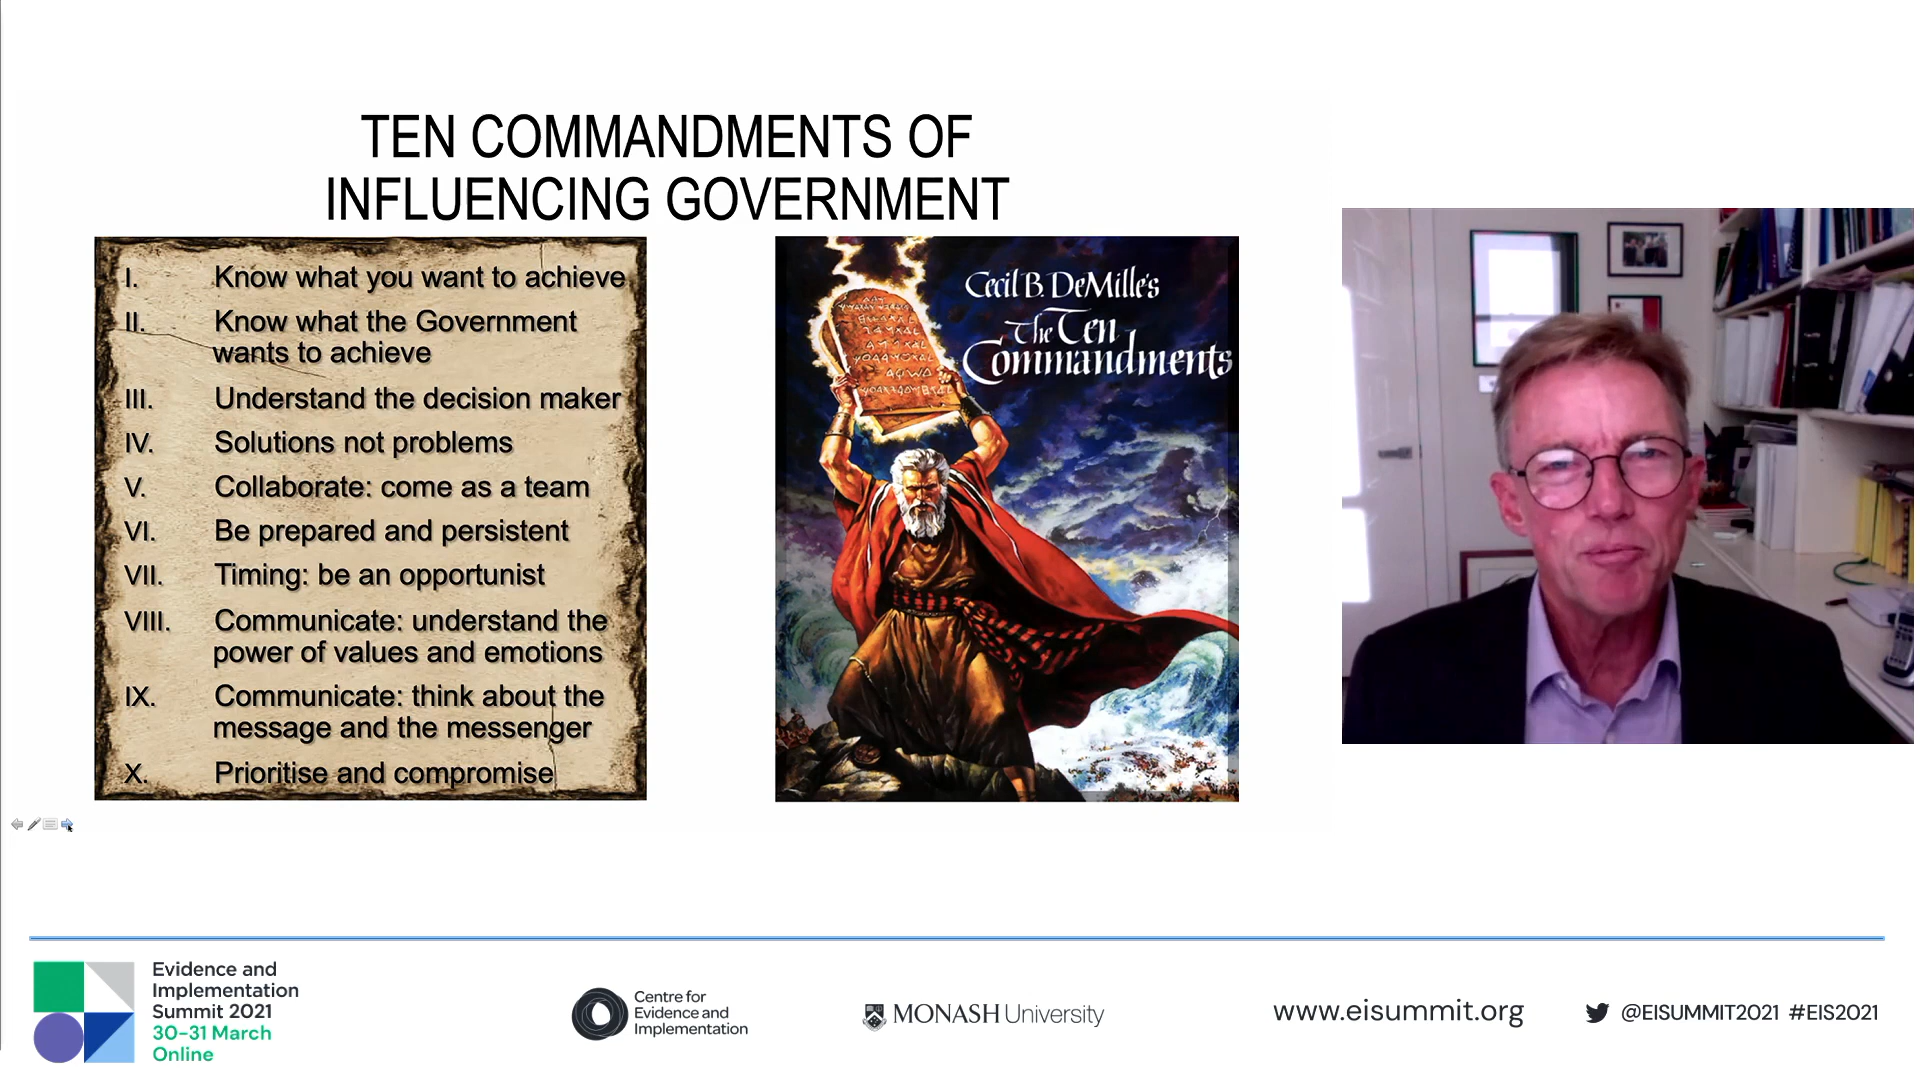 TEN COMMANDMENTS OF
INFLUENCING GOVERNMENT
I. Know what you want to achieve
II. Know what the Government
wants to achieve
III. Understand the decision maker
IV. Solutions not problems
V. Collaborate: come as a team
VI. Be prepared and persistent
VII. Timing: be an opportunist
VIII. Communicate: understand the
power of values and emotions
IX. Communicate: think about the
message and the messenger
X. Prioritise and compromise
Cecil B. DeMille's
The Ten
Commandments
Evidence and
Implementation
Summit 2021
30-31 March
Online
Centre for
Evidence and
Implementation
MONASH University
www.eisummit.org
@EISUMMIT2021 #EIS2021